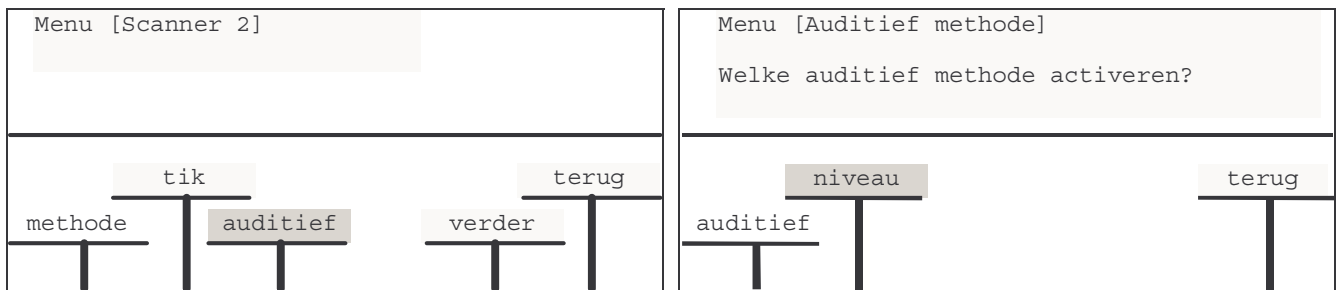 Menu [Scanner 2]
tik
terug
methode
auditief
verder
Menu [Auditief methode]
Welke auditief methode activeren?
niveau
terug
auditief